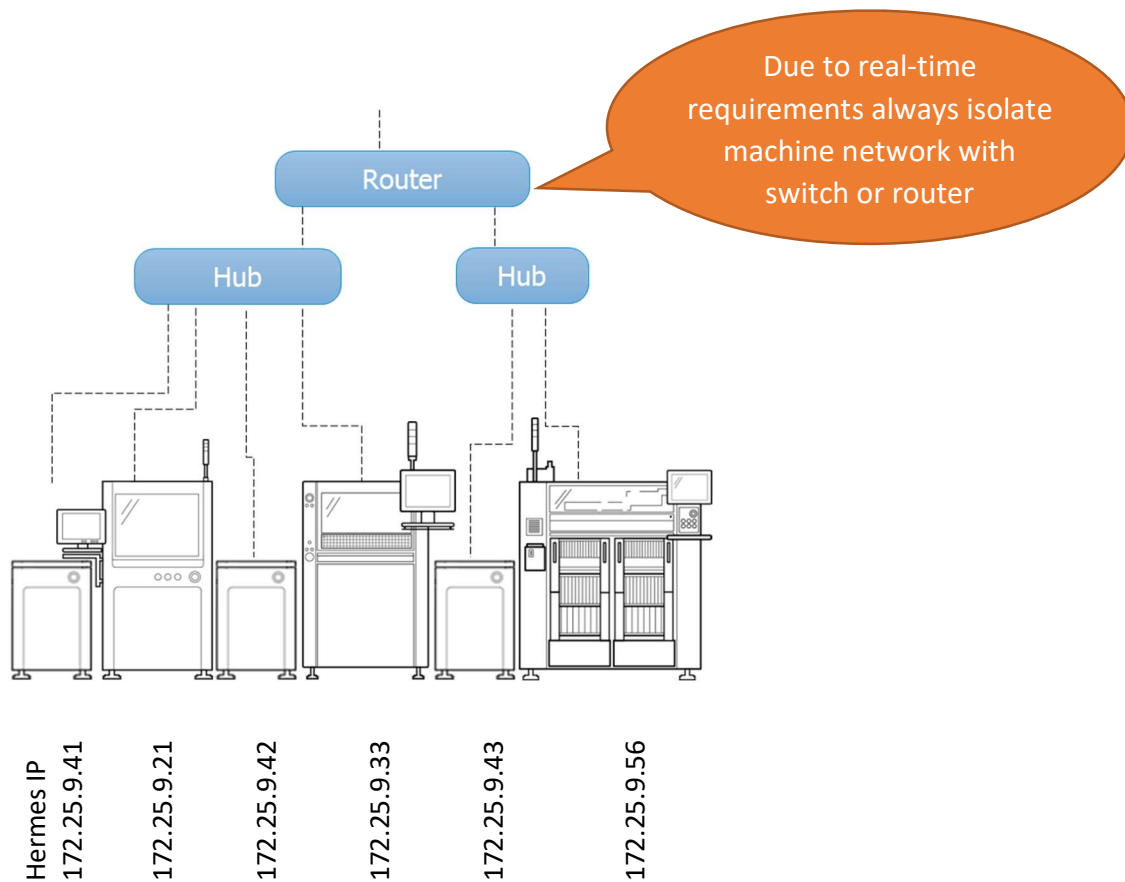 Due to real-time
requirements always isolate
machine network with
switch or router
Router
Hub
Hub
Hermes IP
172.25.9.41
172.25.9.21
172.25.9.42
172.25.9.33
172.25.9.43
172.25.9.56